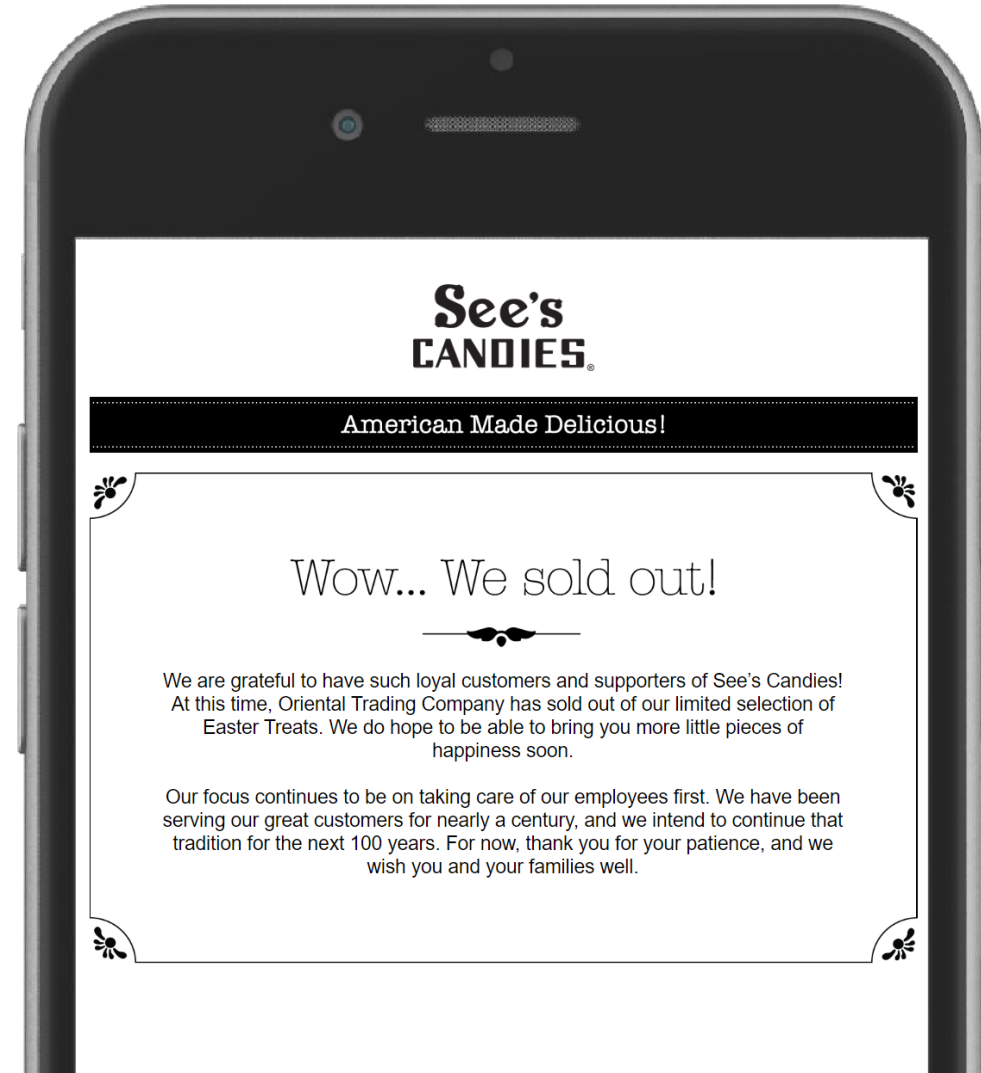 See's
CANDIES®
American Made Delicious!
Wow... We sold out!
We are grateful to have such loyal customers and supporters of See’s Candies!
At this time, Oriental Trading Company has sold out of our limited selection of
Easter Treats. We do hope to be able to bring you more little pieces of
happiness soon.
Our focus continues to be on taking care of our employees first. We have been
serving our great customers for nearly a century, and we intend to continue that
tradition for the next 100 years. For now, thank you for your patience, and we
wish you and your families well.